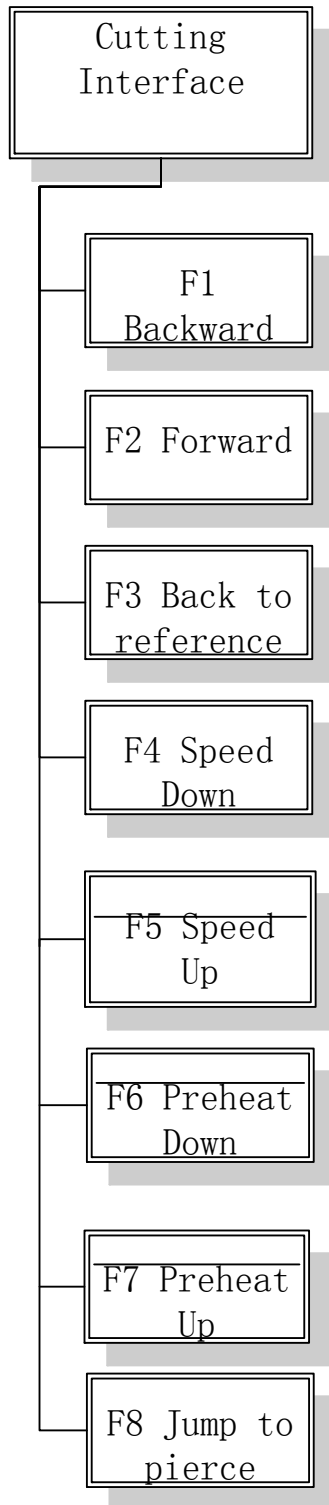 Cutting
Interface
F1
Backward
F2 Forward
F3 Back to
reference
F4 Speed
Down
F5 Speed
Up
F6 Preheat
Down
F7 Preheat
Up
F8 Jump to
pierce